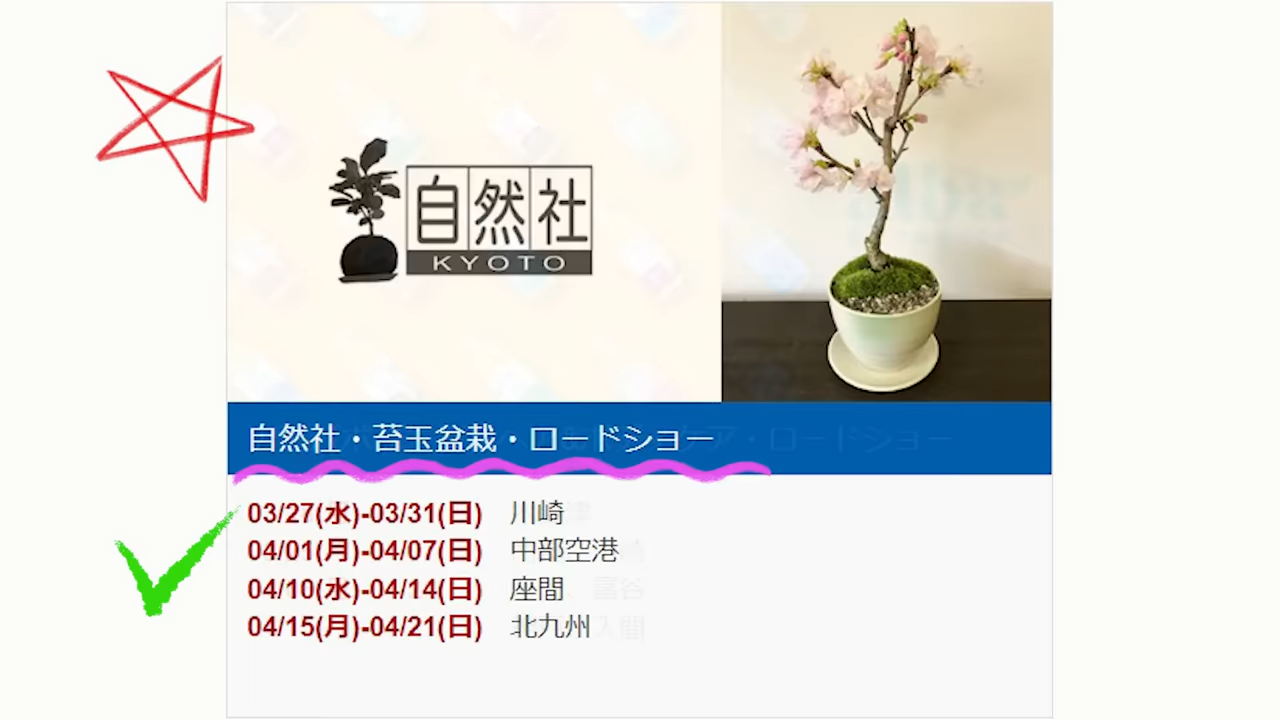 自然社
KYOTO
自然社・苔玉盆栽・ロードショー
03/27(水)-03/31(日) 川崎
04/01(月)-04/07(日) 中部空港
04/10(水)-04/14(日) 座間
04/15(月)-04/21(日) 北九州